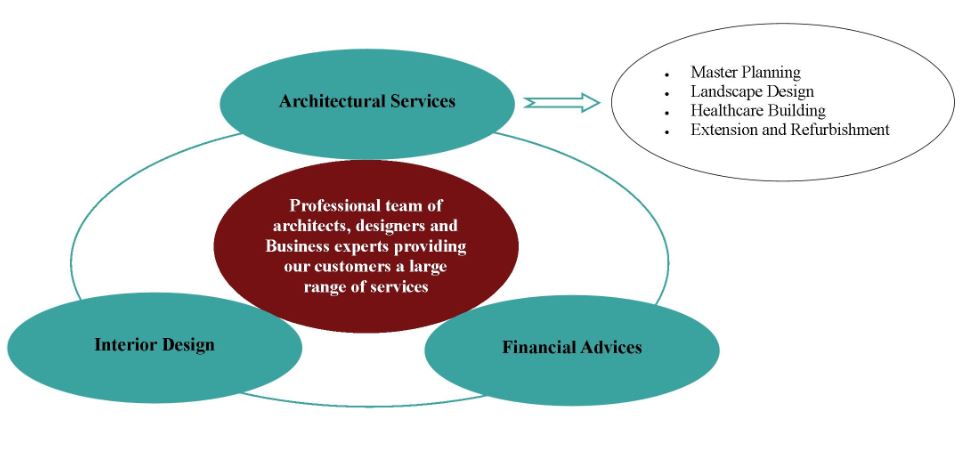 Architectural Services
• Master Planning
• Landscape Design
• Healthcare Building
• Extension and Refurbishment
Professional team of
architects, designers and
Business experts providing
our customers a large
range of services
Interior Design
Financial Advices